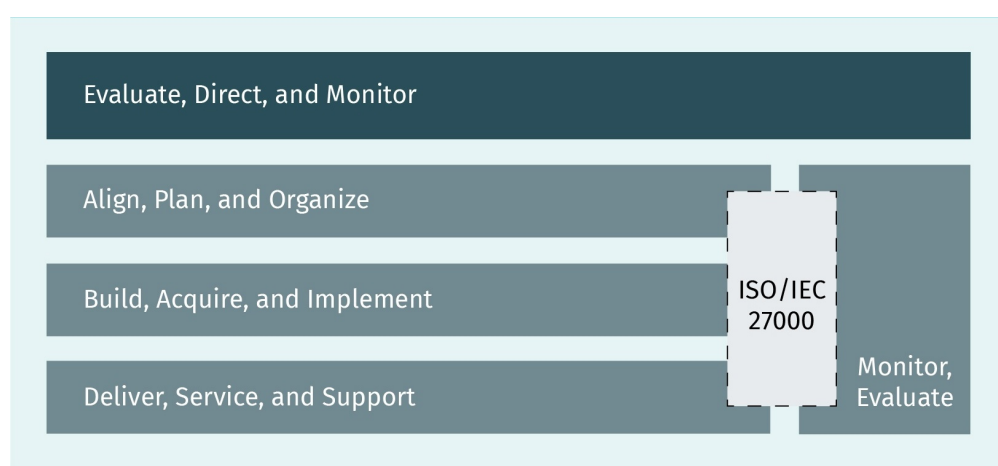 Evaluate, Direct, and Monitor
Align, Plan, and Organize
Build, Acquire, and Implement
Deliver, Service, and Support
ISO/IEC
27000
Monitor,
Evaluate